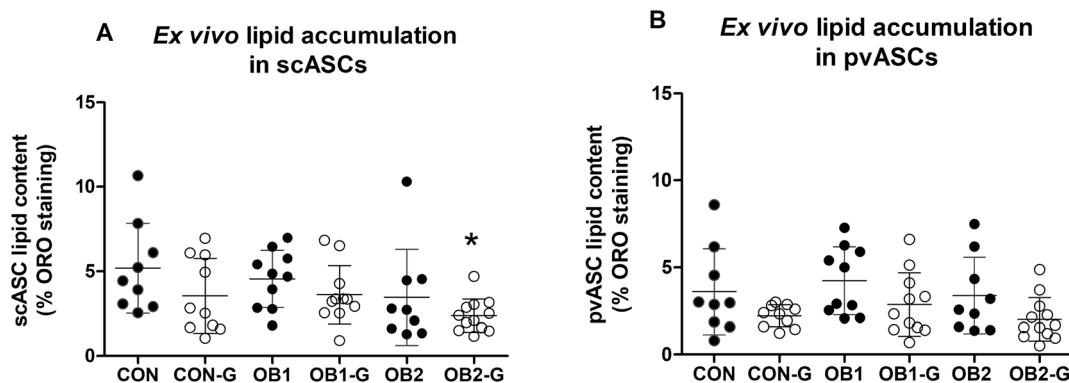 A
Ex vivo lipid accumulation
in scASCs
scASC lipid content
(% ORO staining)
15
10
5
0
*
CON
CON-G
OB1
OB1-G
OB2
OB2-G
B
Ex vivo lipid accumulation
in pvASCs
pvASC lipid content
(% ORO staining)
15
10
5
0
CON
CON-G
OB1
OB1-G
OB2
OB2-G